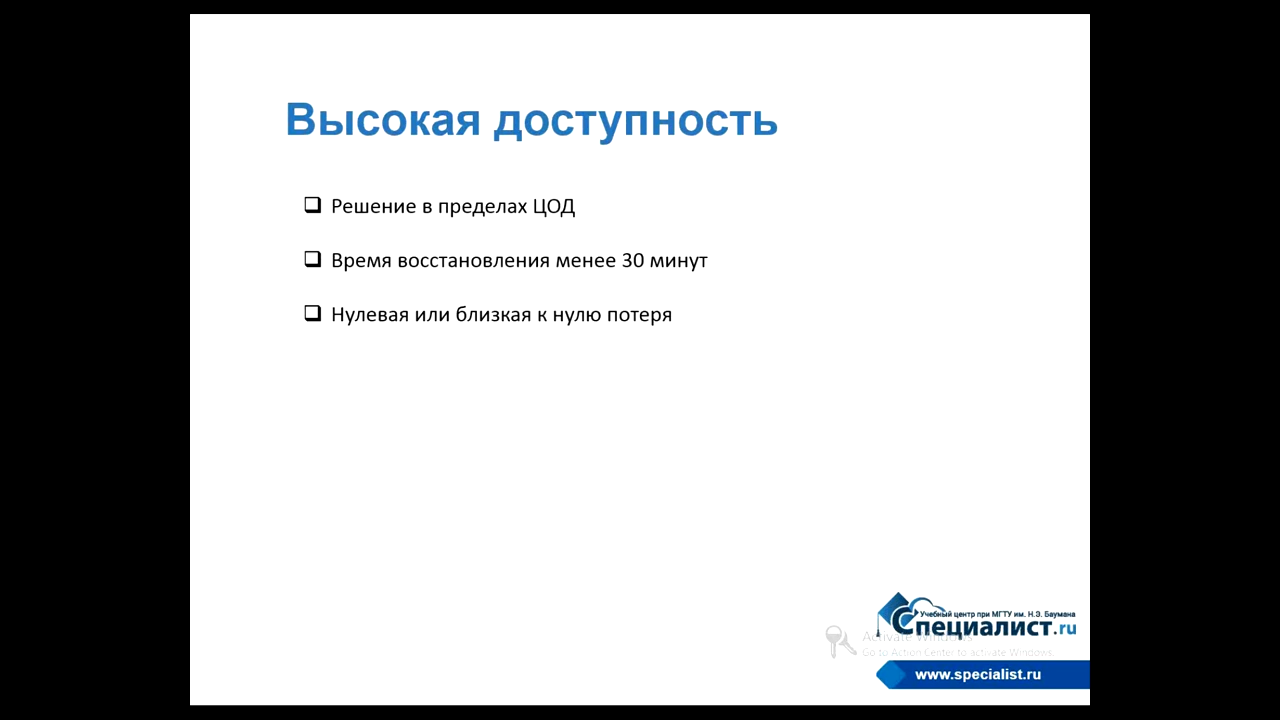 Высокая доступность
Решение в пределах ЦОД
Время восстановления менее 30 минут
Нулевая или близкая к нулю потеря
Учебный центр при МГТУ им. Н.Э. Баумана
Специалист.ru
Activate Windows
Go to Action Center to activate Windows.
www.specialist.ru